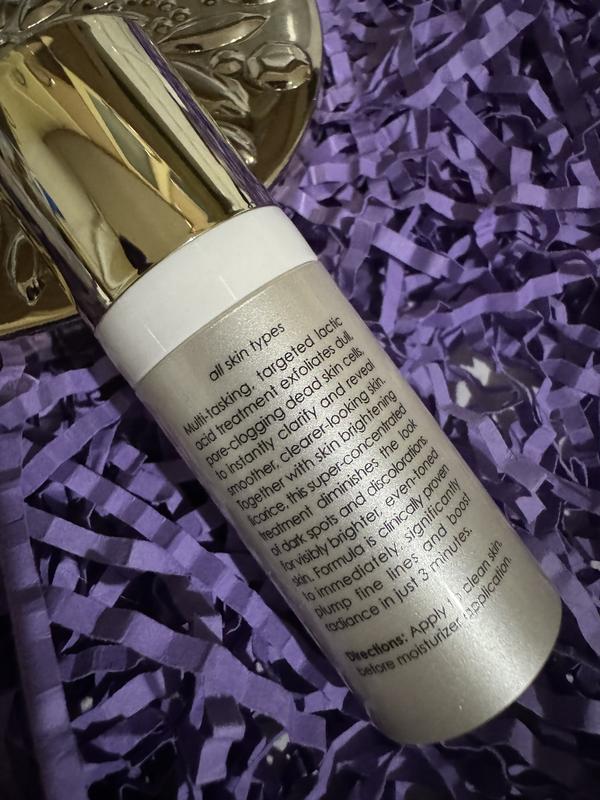 all skin types
Multi-tasking, targeted lactic
acid treatment exfoliates dull,
pore-clogging dead skin cells,
to instantly clarify and reveal
smoother, clearer-looking skin.
Together with skin brightening
licorice, this super-concentrated
treatment diminishes the look
of dark spots and discolorations
for visibly brighter, even-toned
skin. Formula is clinically proven
to immediately, significantly
plump fine lines and boost
radiance in just 3 minutes.
Directions: Apply clean skin
before moisturizer application.